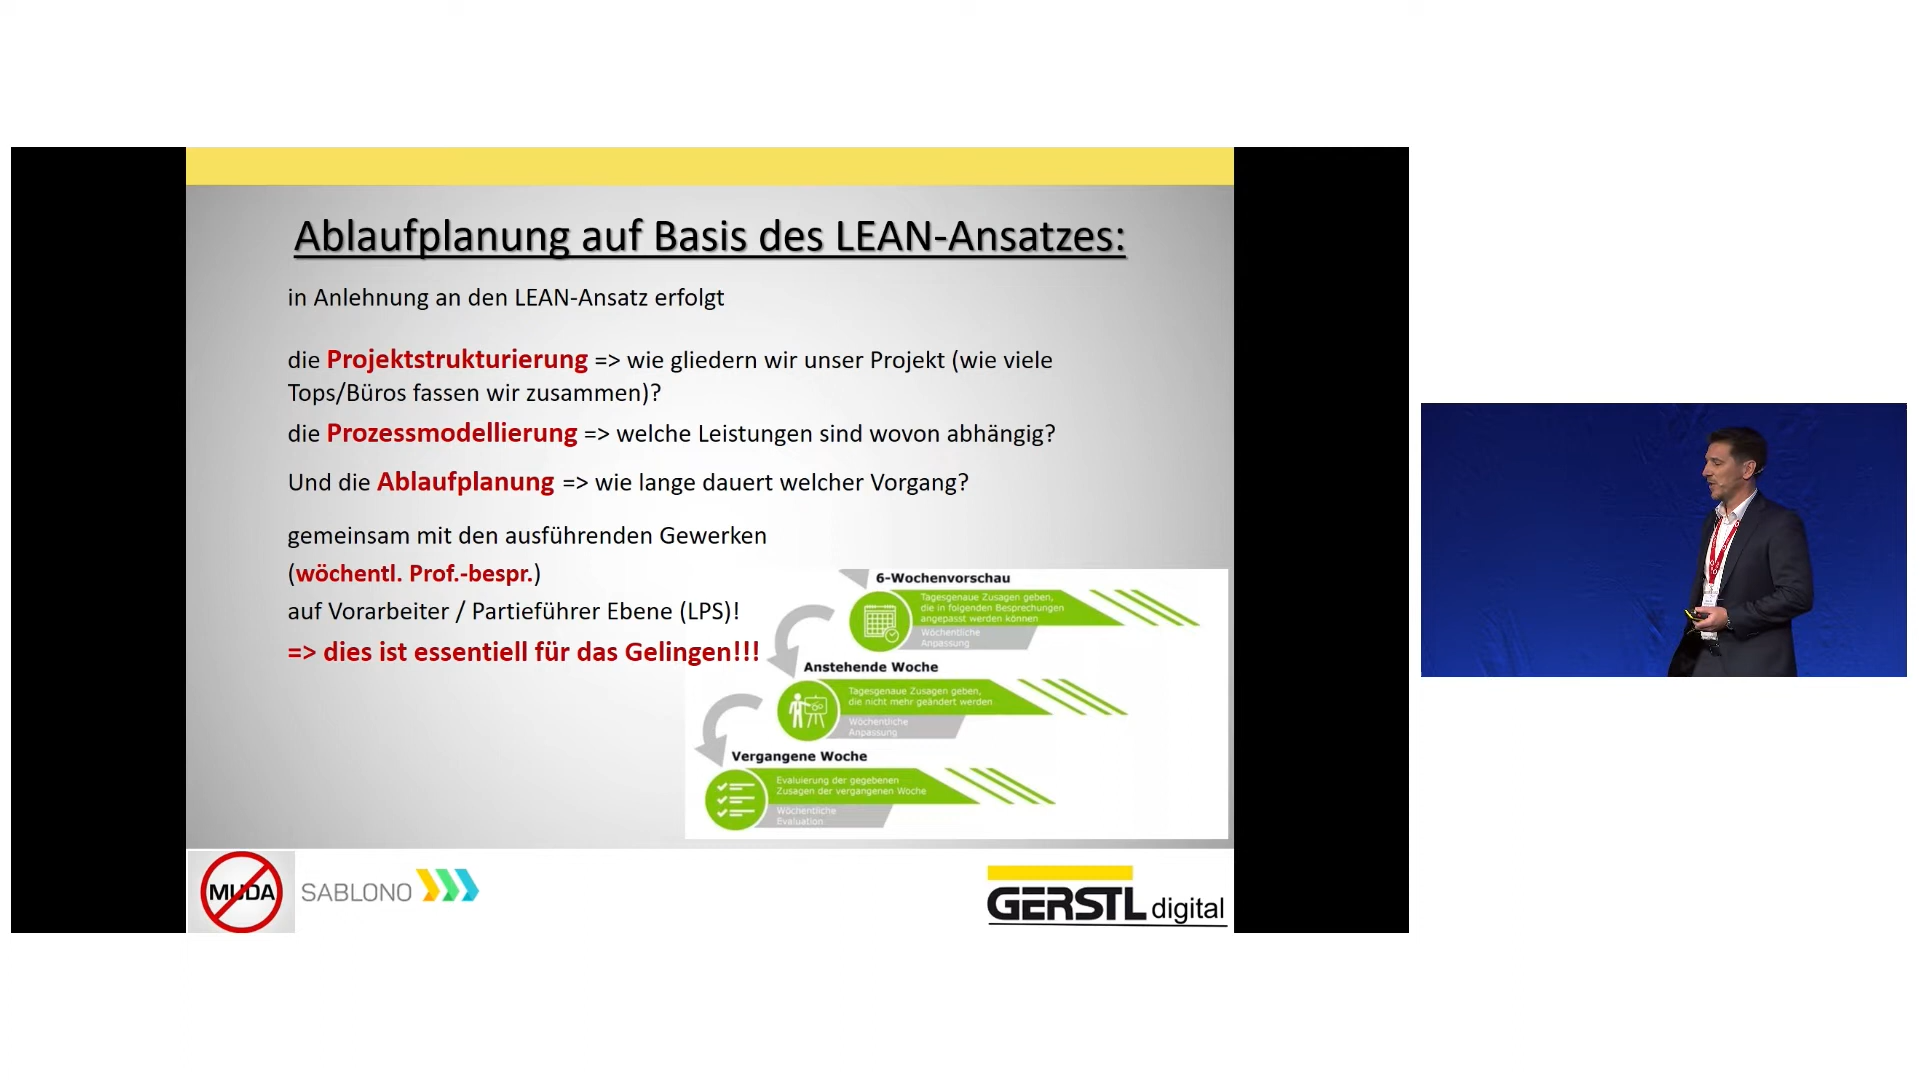 Ablaufplanung auf Basis des LEAN-Ansatzes:
in Anlehnung an den LEAN-Ansatz erfolgt
die Projektstrukturierung => wie gliedern wir unser Projekt (wie viele
Tops/Büros fassen wir zusammen)?
die Prozessmodellierung => welche Leistungen sind wovon abhängig?
Und die Ablaufplanung => wie lange dauert welcher Vorgang?
gemeinsam mit den ausführenden Gewerken
(wöchentl. Prof.-bespr.)
auf Vorarbeiter / Partieführer Ebene (LPS)!
=> dies ist essentiell für das Gelingen!!!
6-Wochenvorschau
Tagesgenaue Zusagen geben,
die in folgenden Besprechungen
angepasst werden können
Wöchentliche
Anpassung
Anstehende Woche
Tagesgenaue Zusagen geben,
die nicht mehr geändert werden
Wöchentliche
Anpassung
Vergangene Woche
Evaluierung der gegebenen
Zusagen der vergangenen Woche
Wöchentliche
Evaluation
MUDA
SABLONO
GERSTL digital